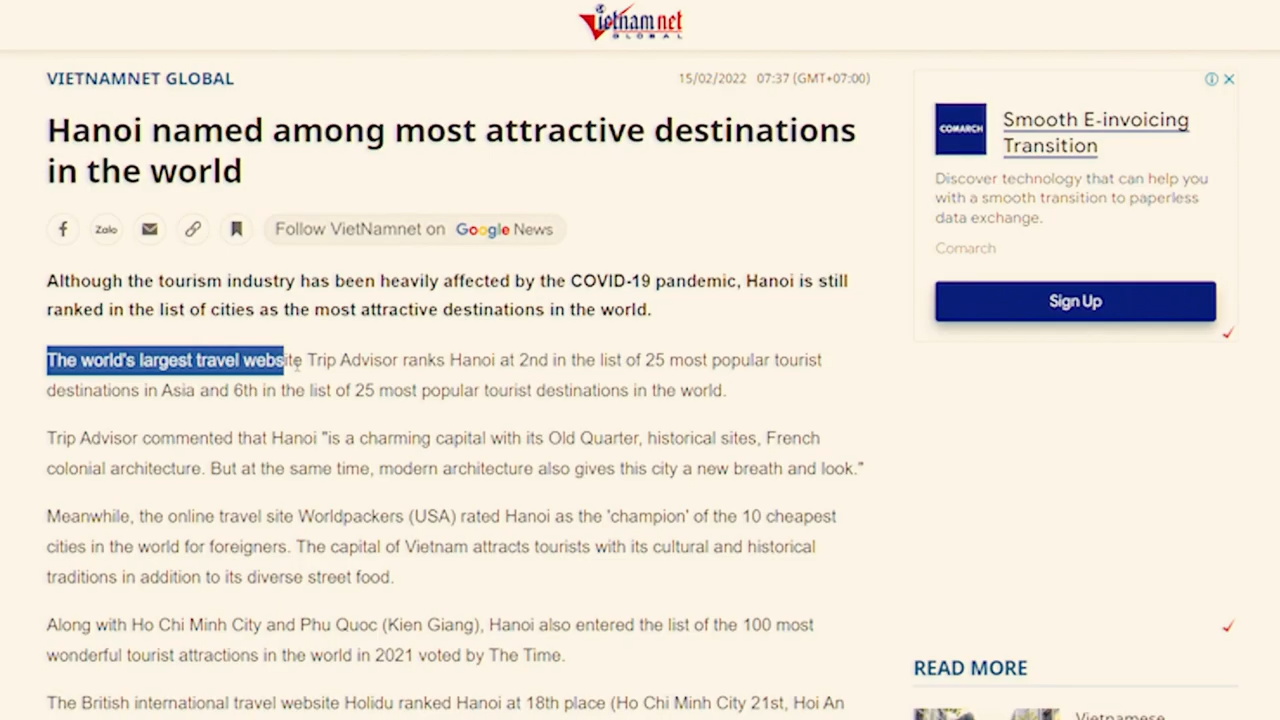 Vietnamnet
GLOBAL
VIETNAMNET GLOBAL
15/02/2022 07:37 (GMT+07:00)
Hanoi named among most attractive destinations
in the world
f
Zalo
Follow VietNamnet on Google News
Although the tourism industry has been heavily affected by the COVID-19 pandemic, Hanoi is still
ranked in the list of cities as the most attractive destinations in the world.
The world's largest travel website Trip Advisor ranks Hanoi at 2nd in the list of 25 most popular tourist
destinations in Asia and 6th in the list of 25 most popular tourist destinations in the world.
Trip Advisor commented that Hanoi "is a charming capital with its Old Quarter, historical sites, French
colonial architecture. But at the same time, modern architecture also gives this city a new breath and look."
Meanwhile, the online travel site Worldpackers (USA) rated Hanoi as the 'champion' of the 10 cheapest
cities in the world for foreigners. The capital of Vietnam attracts tourists with its cultural and historical
traditions in addition to its diverse street food.
Along with Ho Chi Minh City and Phu Quoc (Kien Giang), Hanoi also entered the list of the 100 most
wonderful tourist attractions in the world in 2021 voted by The Time.
The British international travel website Holidu ranked Hanoi at 18th place (Ho Chi Minh City 21st, Hoi An
COMARCH
Smooth E-invoicing
Transition
Discover technology that can help you
with a smooth transition to paperless
data exchange.
Comarch
Sign Up
READ MORE
Vietnamese